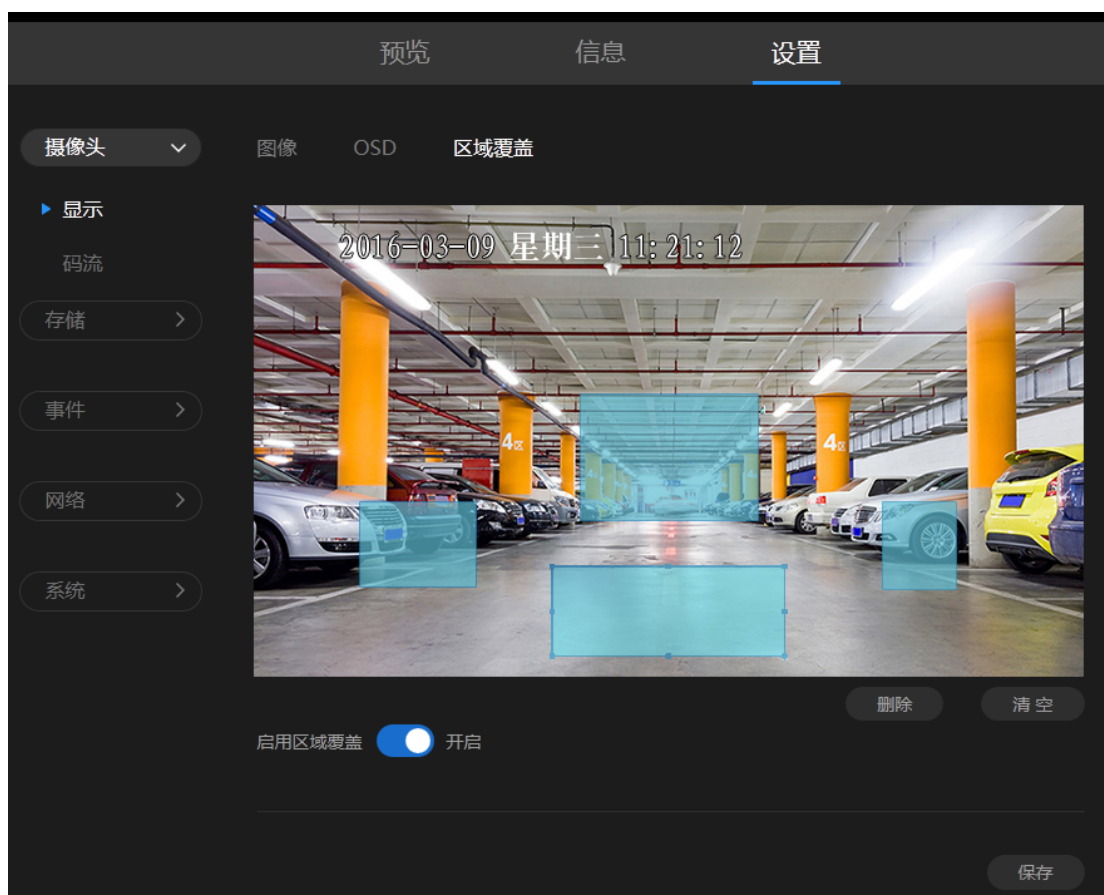 预览 信息 设置
摄像头 图像 OSD 区域覆盖
显示
2016-03-09 星期三 11:21:12
码流
存储
事件
4区 4区
网络
系统
删除 清空
启用区域覆盖 开启
保存